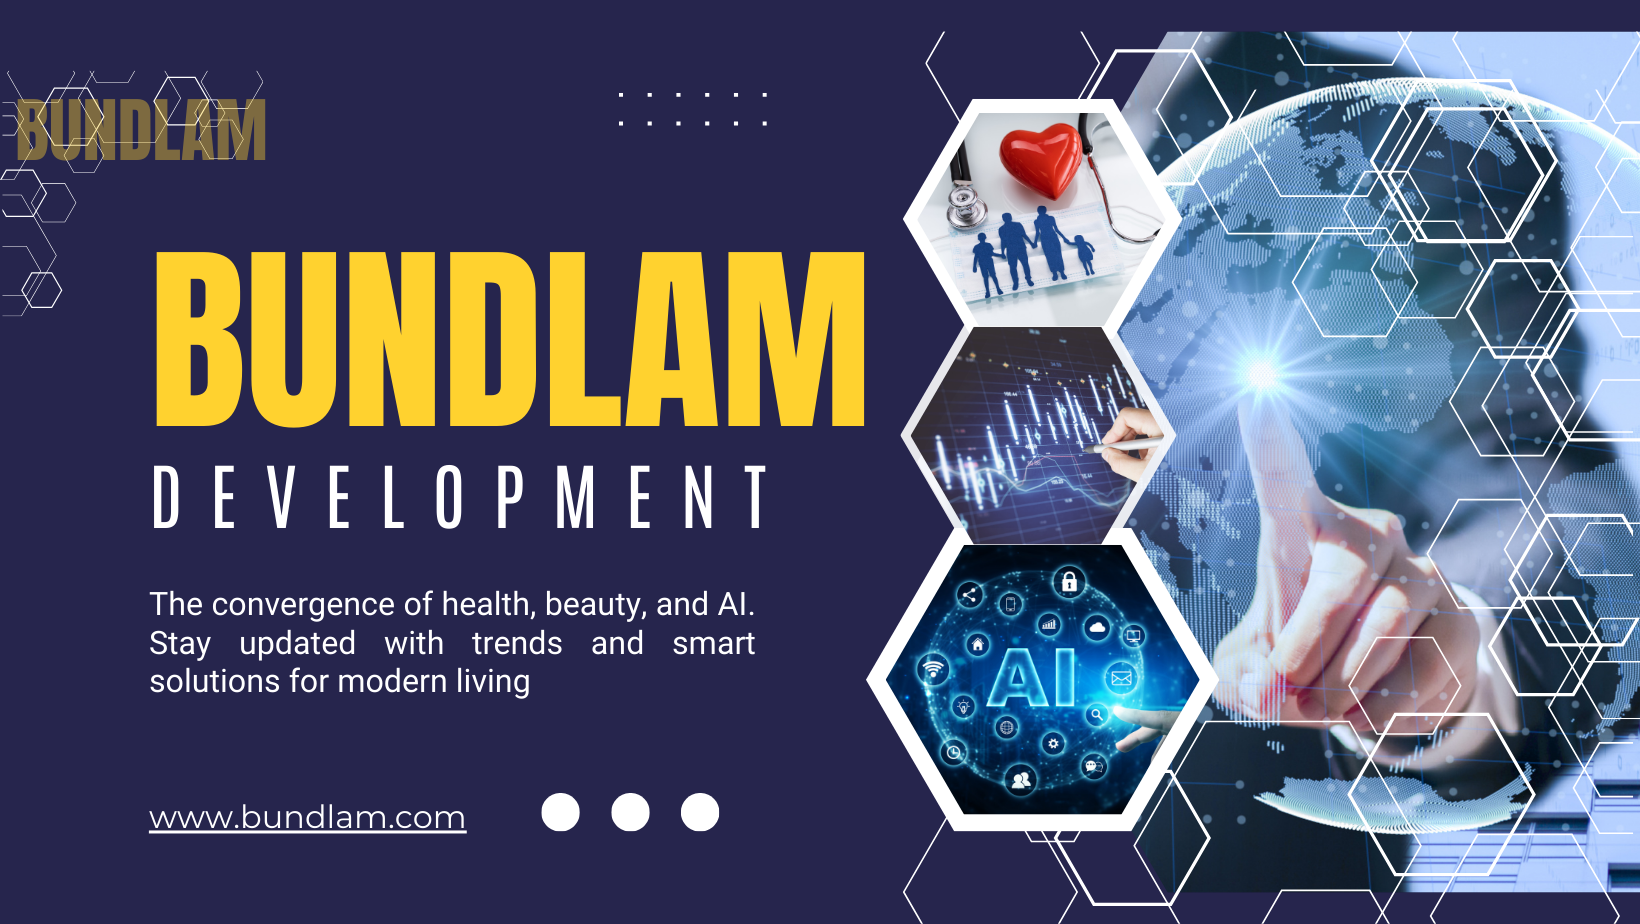 BUNDLAM
BUNDLAM
DEVELOPMENT
The convergence of health, beauty, and AI.
Stay updated with trends and smart
solutions for modern living
www.bundlam.com
AI